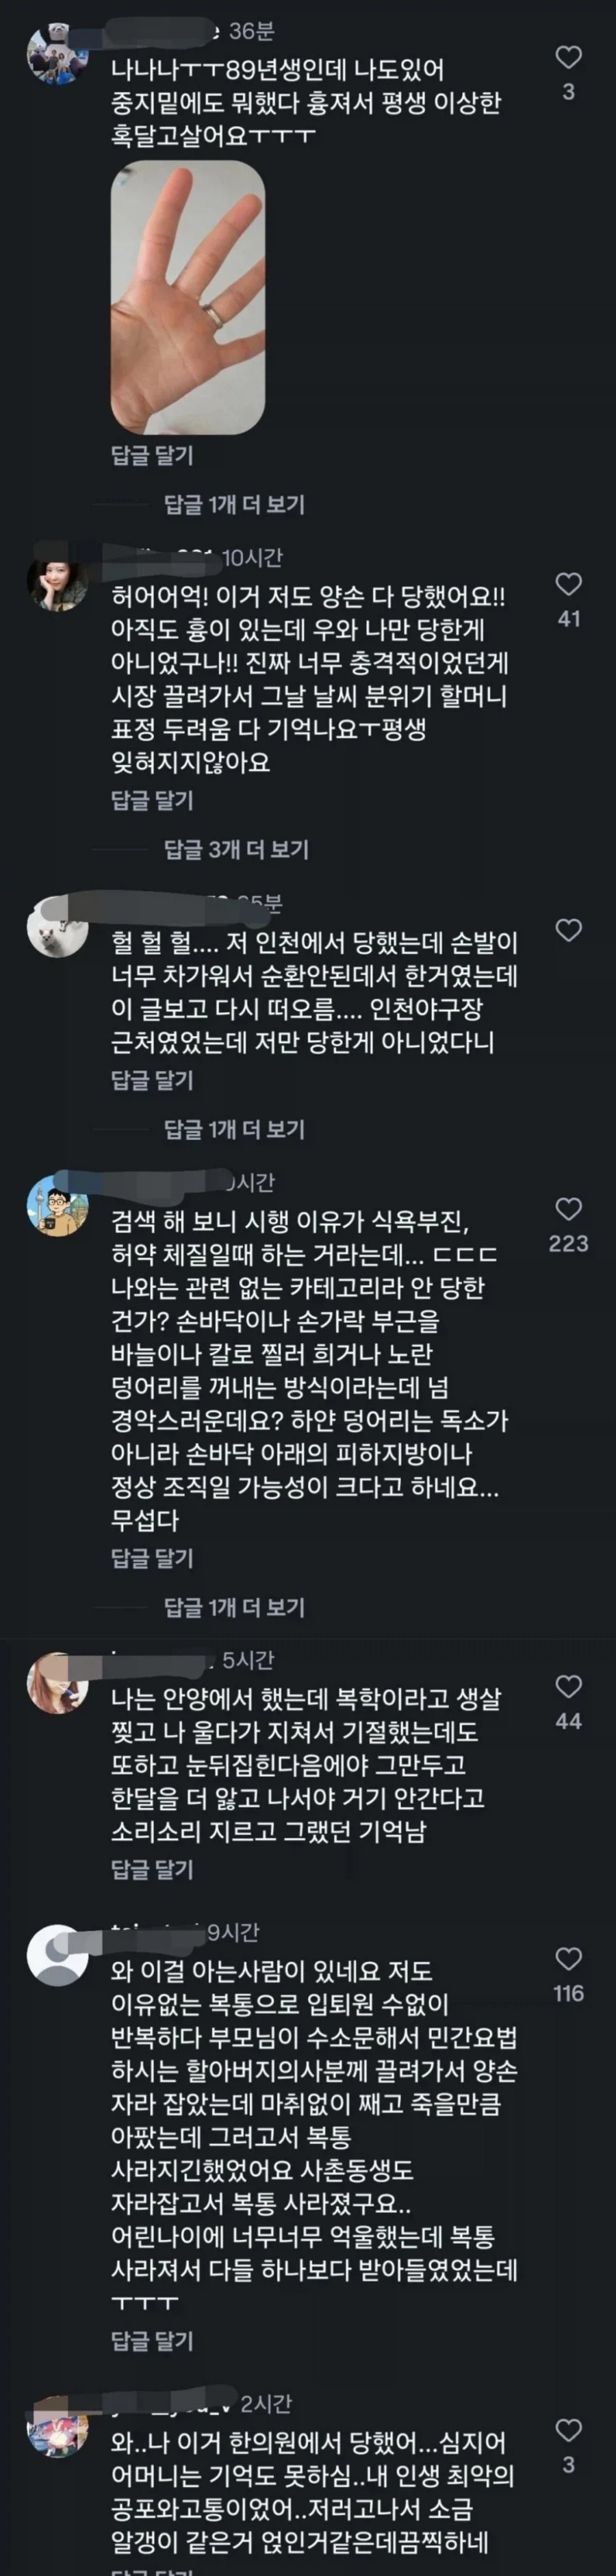 36분
나나나ㅜㅜ89년생인데 나도있어
중지밑에도 뭐했다 흉져서 평생 이상한
혹달고살어요ㅜㅜㅜ
3
답글 달기
답글 1개 더 보기
10시간
허어어억! 이거 저도 양손 다 당했어요!!
아직도 흉이 있는데 우와 나만 당한게
아니었구나!! 진짜 너무 충격적이었던게
시장 끌려가서 그날 날씨 분위기 할머니
표정 두려움 다 기억나요ㅜ평생
잊혀지지않아요
41
답글 달기
답글 3개 더 보기
헐 헐 헐.... 저 인천에서 당했는데 손발이
너무 차가워서 순환안된데서 한거였는데
이 글보고 다시 떠오름.... 인천야구장
근처였었는데 저만 당한게 아니었다니
답글 달기
답글 1개 더 보기
검색 해 보니 시행 이유가 식욕부진,
허약 체질일때 하는 거라는데... ㄷㄷㄷ
나와는 관련 없는 카테고리라 안 당한
건가? 손바닥이나 손가락 부근을
바늘이나 칼로 찔러 희거나 노란
덩어리를 꺼내는 방식이라는데 넘
경악스러운데요? 하얀 덩어리는 독소가
아니라 손바닥 아래의 피하지방이나
정상 조직일 가능성이 크다고 하네요...
무섭다
223
답글 달기
답글 1개 더 보기
5시간
나는 안양에서 했는데 복학이라고 생살
찢고 나 울다가 지쳐서 기절했는데도
또하고 눈뒤집힌다음에야 그만두고
한달을 더 앓고 나서야 거기 안간다고
소리소리 지르고 그랬던 기억남
44
답글 달기
9시간
와 이걸 아는사람이 있네요 저도
이유없는 복통으로 입퇴원 수없이
반복하다 부모님이 수소문해서 민간요법
하시는 할아버지의사분께 끌려가서 양손
자라 잡았는데 마취없이 째고 죽을만큼
아팠는데 그러고서 복통
사라지긴했었어요 사촌동생도
자라잡고서 복통 사라졌구요..
어린나이에 너무너무 억울했는데 복통
사라져서 다들 하나보다 받아들였었는데
ㅜㅜㅜ
116
답글 달기
2시간
와..나 이거 한의원에서 당했어...심지어
어머니는 기억도 못하심..내 인생 최악의
공포와고통이었어..저러고나서 소금
알갱이 같은거 얹인거같은데끔찍하네
3